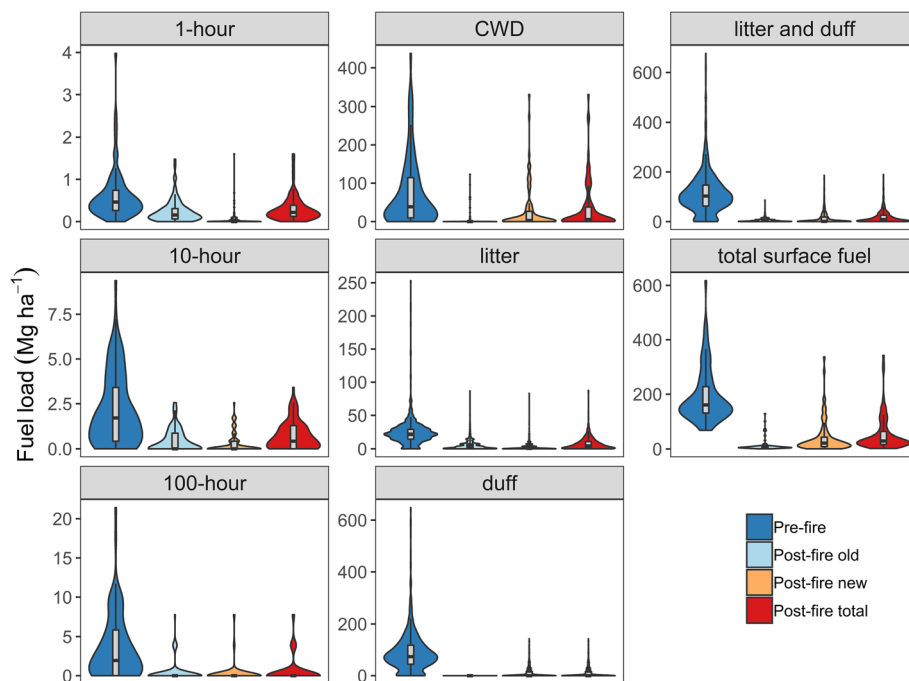 Fuel load (Mg ha⁻¹)
1-hour
4
3
2
1
0
CWD
400
300
200
100
0
litter and duff
600
400
200
0
10-hour
7.5
5.0
2.5
0.0
litter
250
200
150
100
50
0
total surface fuel
600
400
200
0
100-hour
20
15
10
5
0
duff
600
400
200
0
Pre-fire
Post-fire old
Post-fire new
Post-fire total